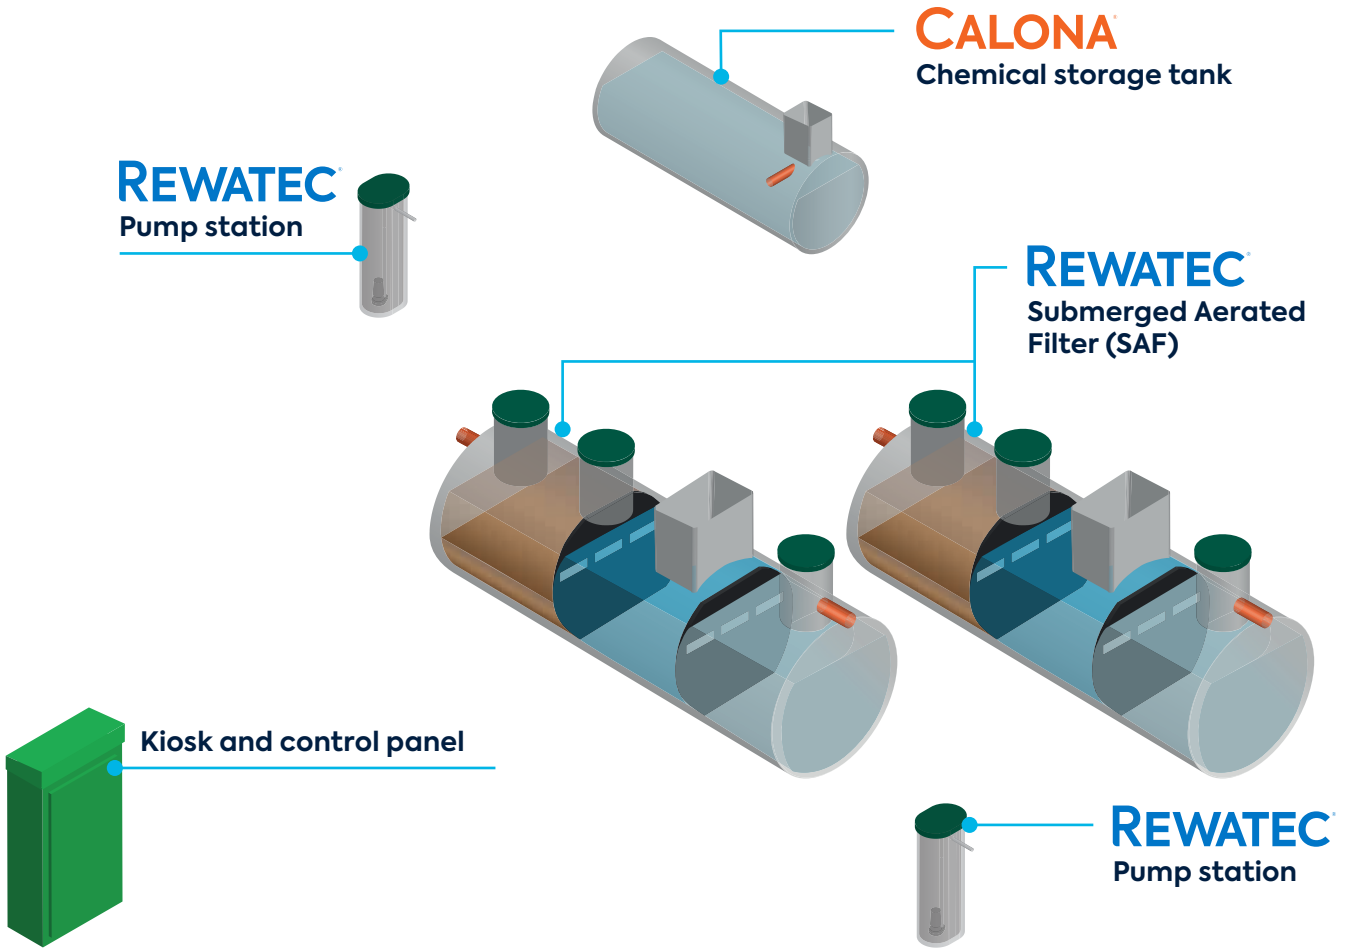 CALONA
Chemical storage tank
REWATEC
Pump station
REWATEC
Submerged Aerated
Filter (SAF)
Kiosk and control panel
REWATEC
Pump station